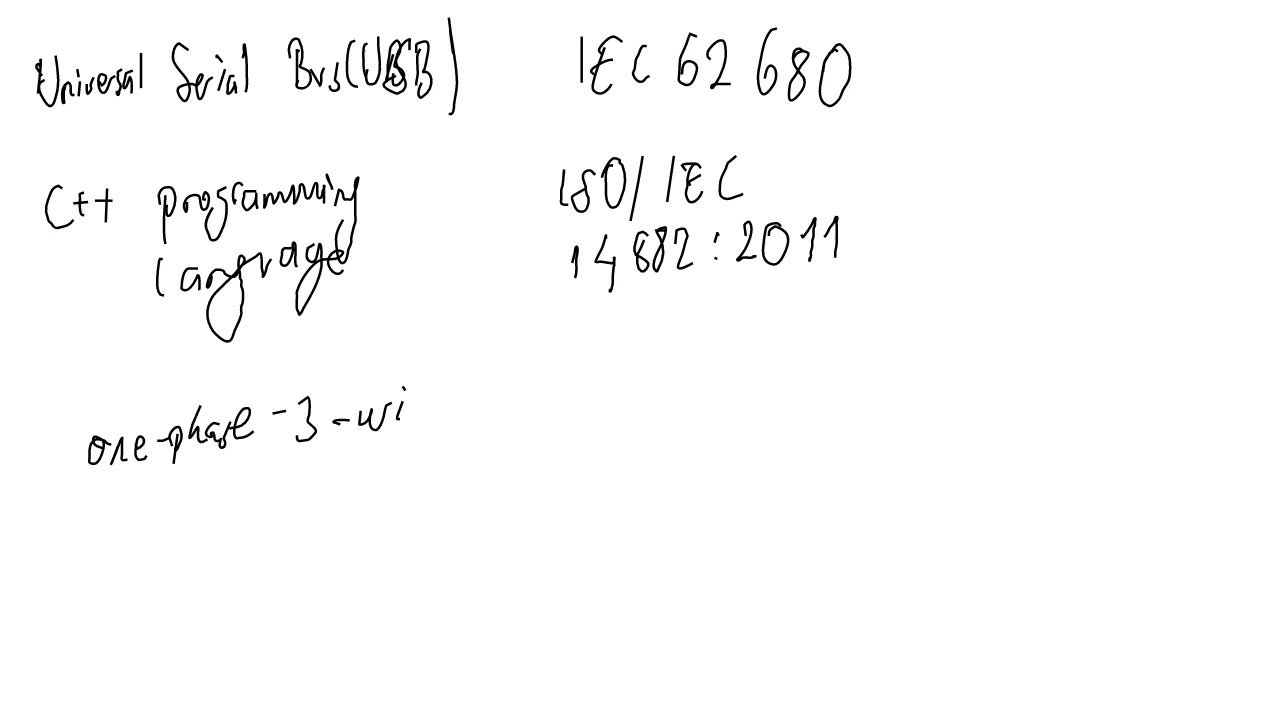 Universal Serial Bus (USB) IEC 62680
C++ programming ISO/IEC
language 14882:2011
one-phase-3-wi